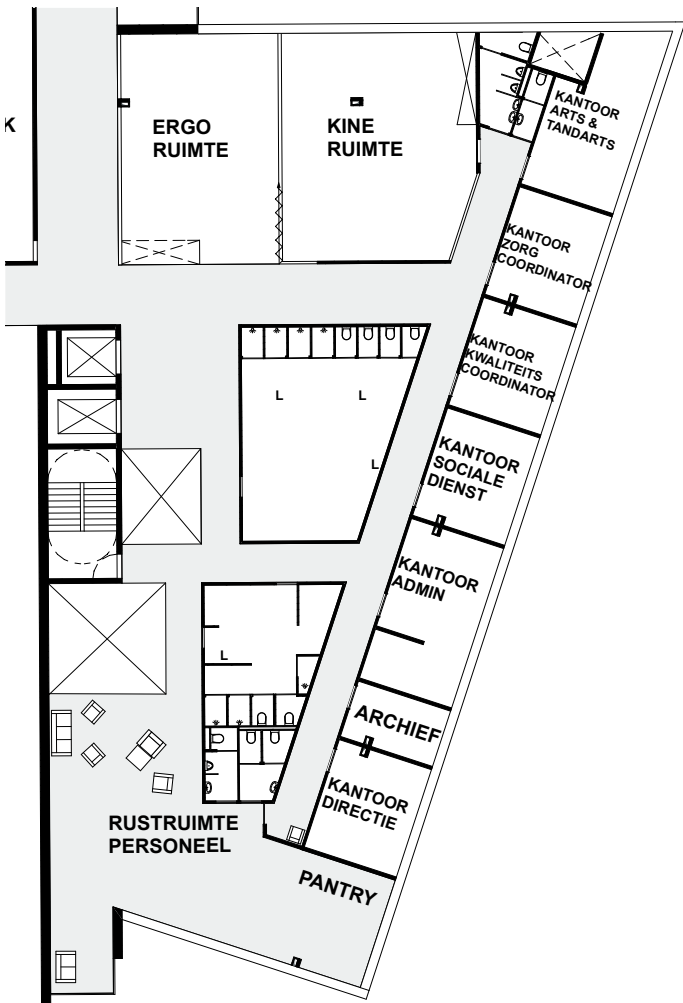 K
ERGO
RUIMTE
KINE
RUIMTE
KANTOOR
ARTS &
TANDARTS
KANTOOR
ZORG
COORDINATOR
KANTOOR
KWALITEITS
COORDINATOR
L
L
L
KANTOOR
SOCIALE
DIENST
KANTOOR
ADMIN
L
ARCHIEF
KANTOOR
DIRECTIE
RUSTRUIMTE
PERSONEEL
PANTRY